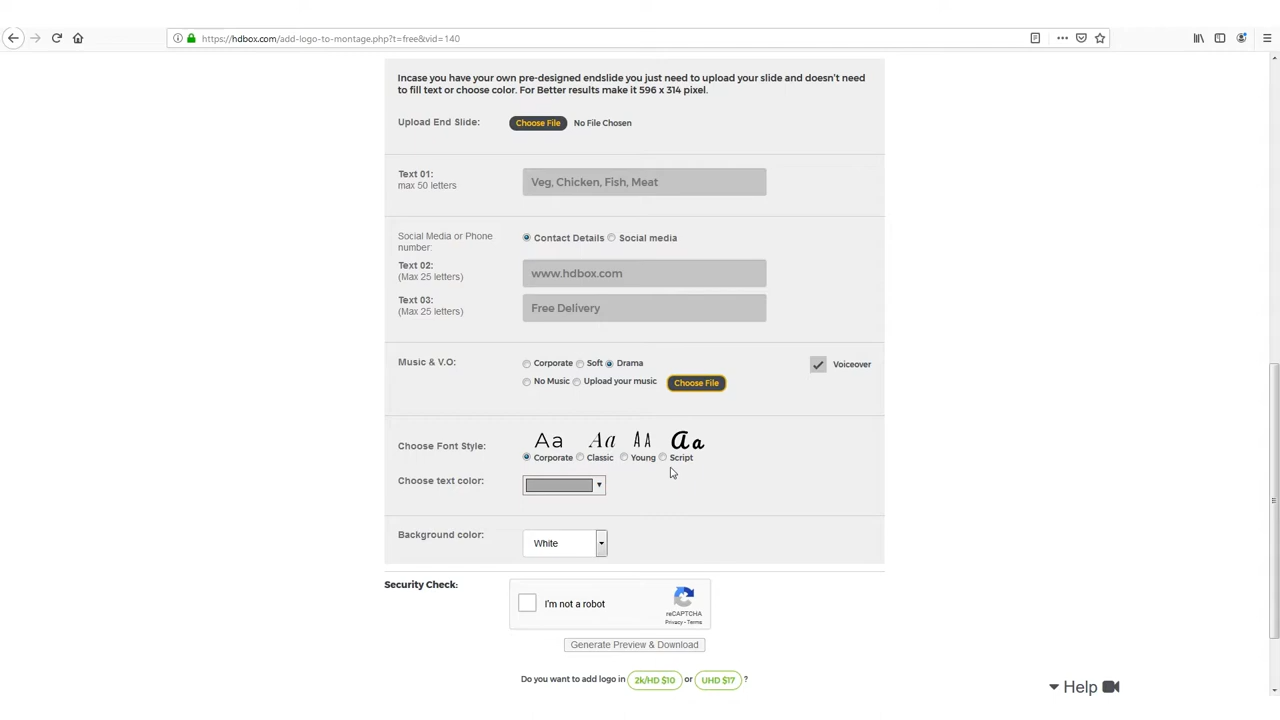 https://hdbox.com/add-logo-to-montage.php?t=free&vid=140
Incase you have your own pre-designed endslide you just need to upload your slide and doesn't need
to fill text or choose color. For Better results make it 596 x 314 pixel.
Upload End Slide: Choose File No File Chosen
Text 01:
max 50 letters
Veg, Chicken, Fish, Meat
Social Media or Phone
number:
Contact Details Social media
Text 02:
(Max 25 letters)
www.hdbox.com
Text 03:
(Max 25 letters)
Free Delivery
Music & V.O: Corporate Soft Drama Voiceover
No Music Upload your music Choose File
Choose Font Style: Aa Aa AA Aa
Corporate Classic Young Script
Choose text color:
Background color: White
Security Check:
I'm not a robot
reCAPTCHA
Privacy - Terms
Generate Preview & Download
Do you want to add logo in 2k/HD $10 or UHD $17 ?
Help